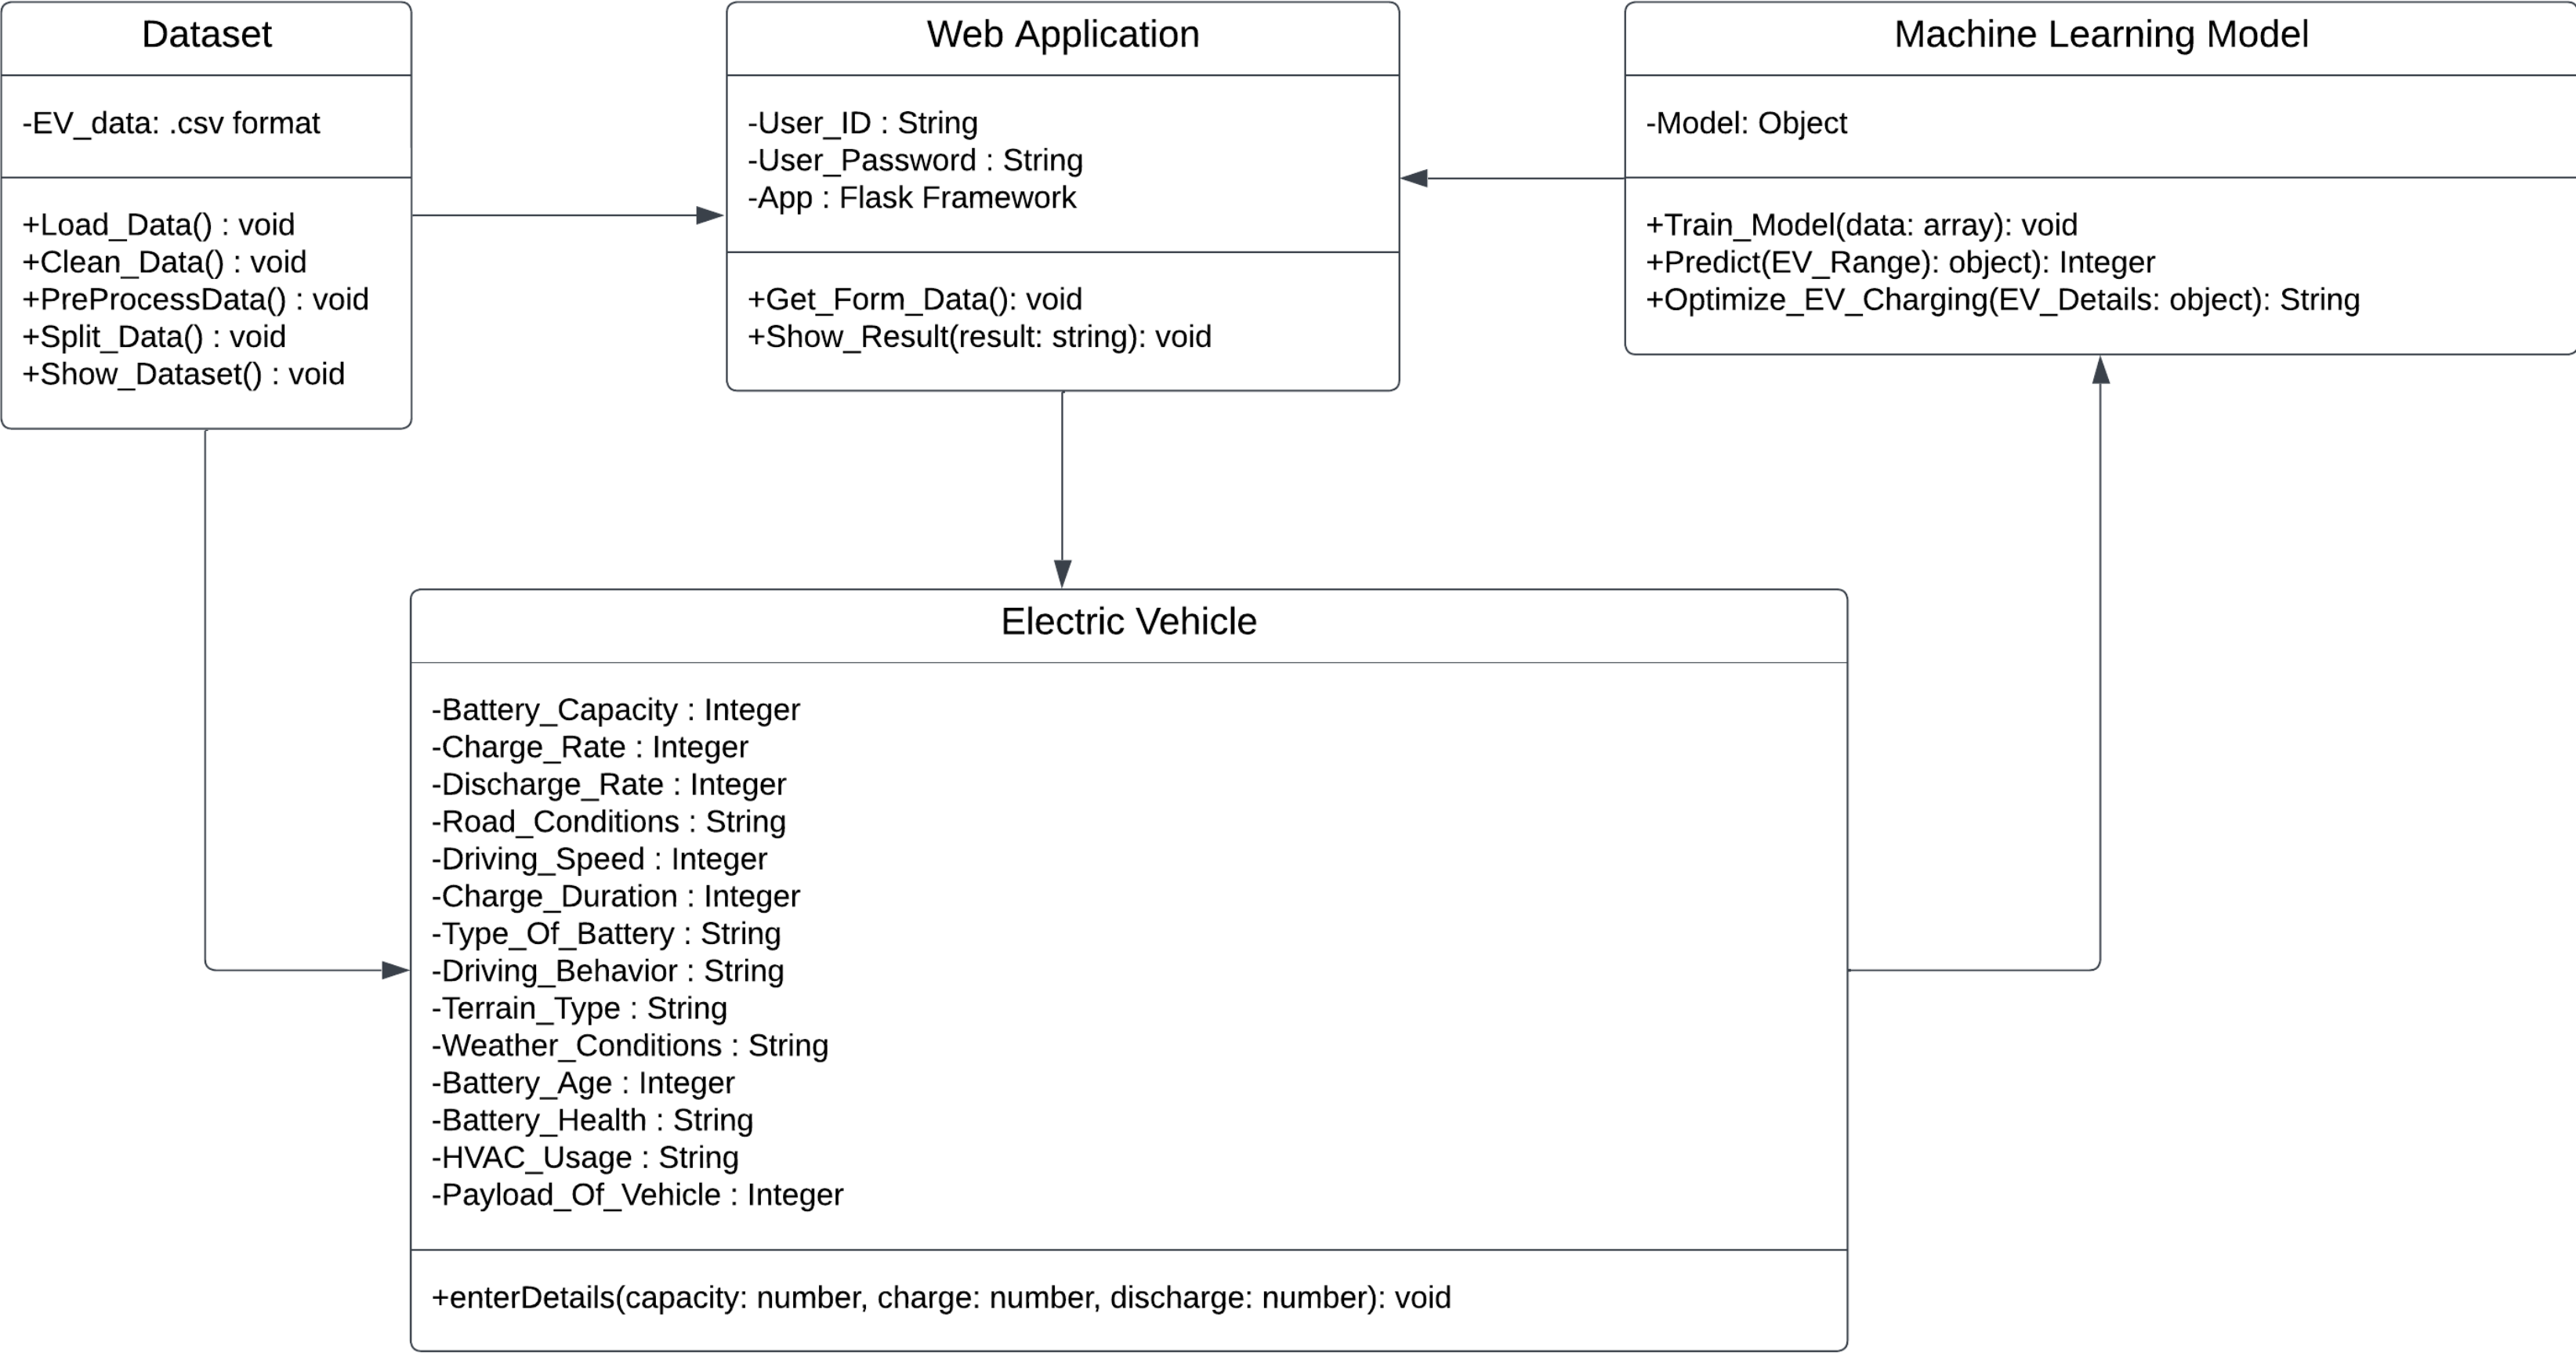 Dataset
-EV_data: .csv format
+Load_Data() : void
+Clean_Data() : void
+PreProcessData() : void
+Split_Data() : void
+Show_Dataset() : void
Web Application
-User_ID : String
-User_Password : String
-App : Flask Framework
+Get_Form_Data(): void
+Show_Result(result: string): void
Machine Learning Model
-Model: Object
+Train_Model(data: array): void
+Predict(EV_Range): object): Integer
+Optimize_EV_Charging(EV_Details: object): String
Electric Vehicle
-Battery_Capacity : Integer
-Charge_Rate : Integer
-Discharge_Rate : Integer
-Road_Conditions : String
-Driving_Speed : Integer
-Charge_Duration : Integer
-Type_Of_Battery : String
-Driving_Behavior : String
-Terrain_Type : String
-Weather_Conditions : String
-Battery_Age : Integer
-Battery_Health : String
-HVAC_Usage : String
-Payload_Of_Vehicle : Integer
+enterDetails(capacity: number, charge: number, discharge: number): void